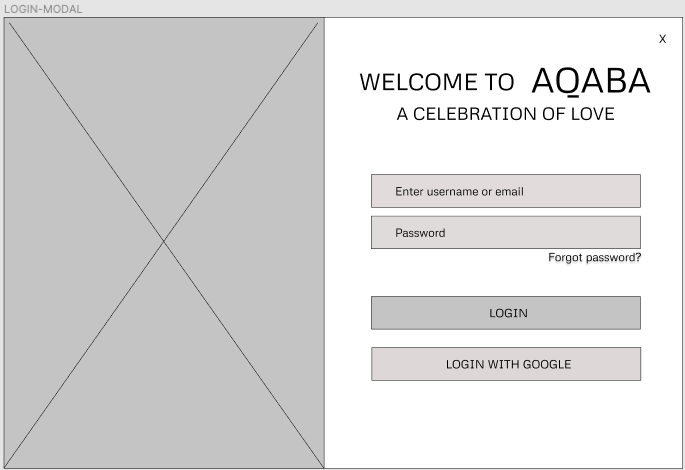 LOGIN-MODAL
X
WELCOME TO AQABA
A CELEBRATION OF LOVE
Enter username or email
Password
Forgot password?
LOGIN
LOGIN WITH GOOGLE